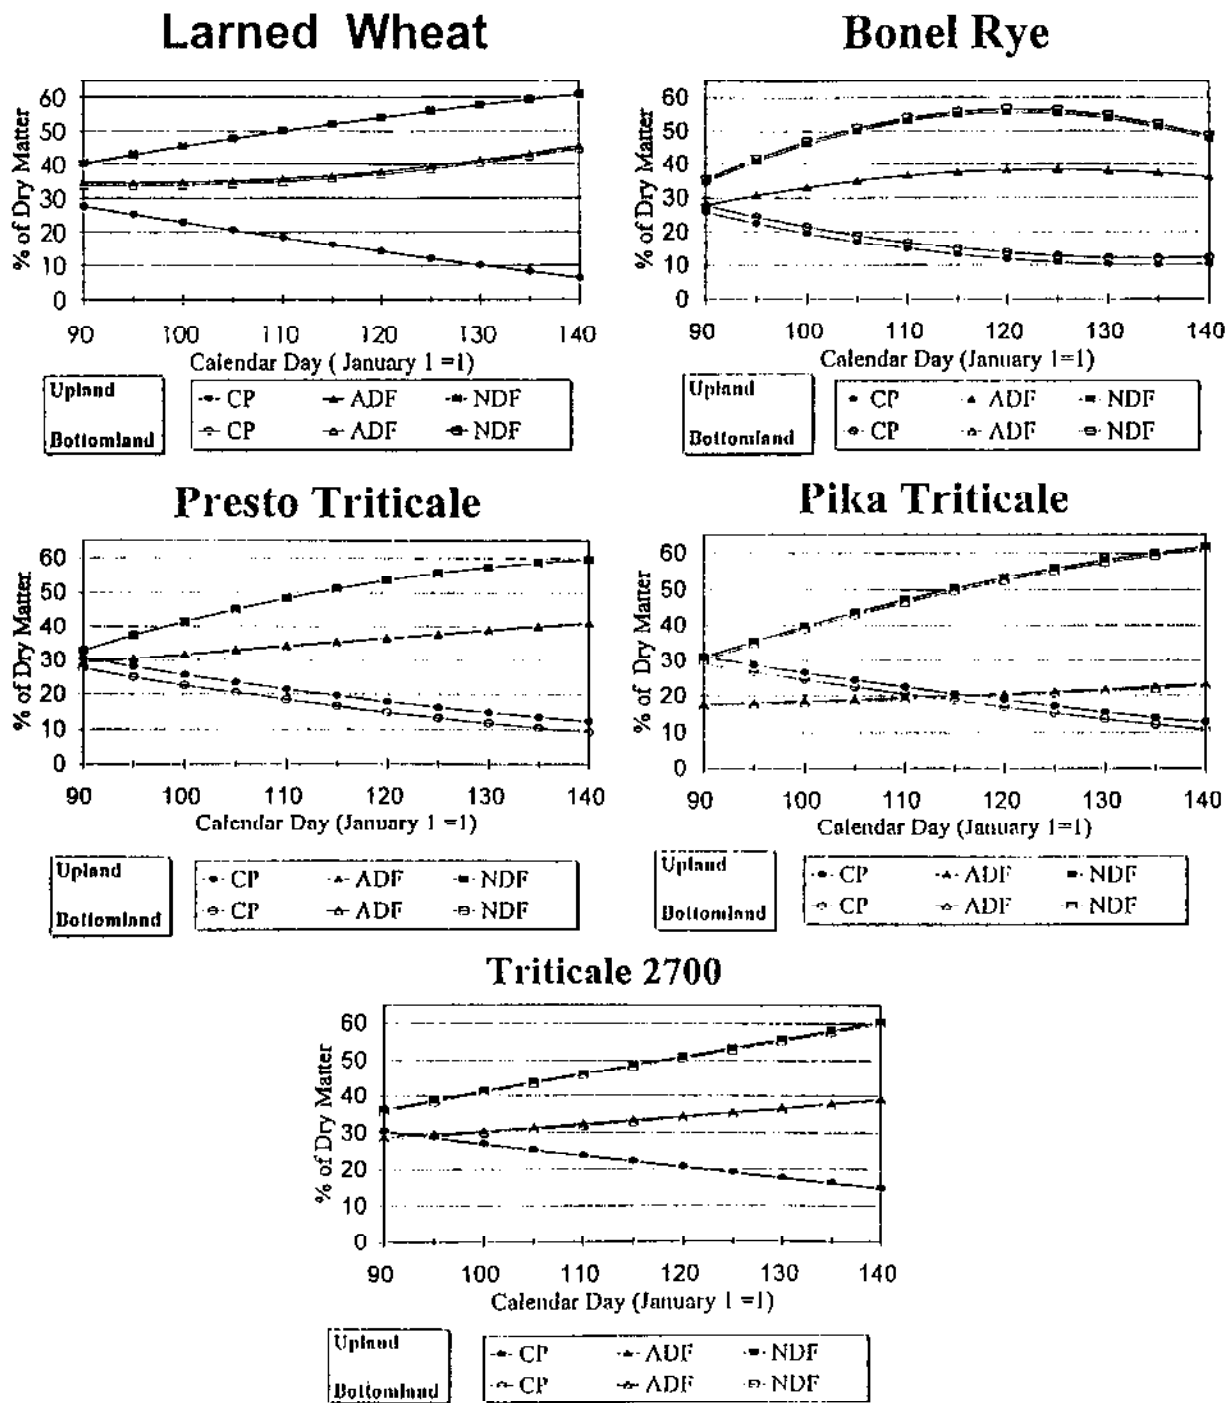 Larned Wheat
% of Dry Matter
60
50
40
30
20
10
0
90 100 110 120 130 140
Calendar Day ( January 1 =1)
Upland
Bottomland
CP ADF NDF
CP ADF NDF
Bonel Rye
% of Dry Matter
60
50
40
30
20
10
0
90 100 110 120 130 140
Calendar Day (January 1=1)
Upland
Bottomland
CP ADF NDF
CP ADF NDF
Presto Triticale
% of Dry Matter
60
50
40
30
20
10
0
90 100 110 120 130 140
Calendar Day (January 1 =1)
Upland
Bottomland
CP ADF NDF
CP ADF NDF
Pika Triticale
% of Dry Matter
60
50
40
30
20
10
0
90 100 110 120 130 140
Calendar Day (January 1=1)
Upland
Bottomland
CP ADF NDF
CP ADF NDF
Triticale 2700
% of Dry Matter
60
50
40
30
20
10
0
90 100 110 120 130 140
Calendar Day (January 1 =1)
Upland
Bottomland
CP ADF NDF
CP ADF NDF